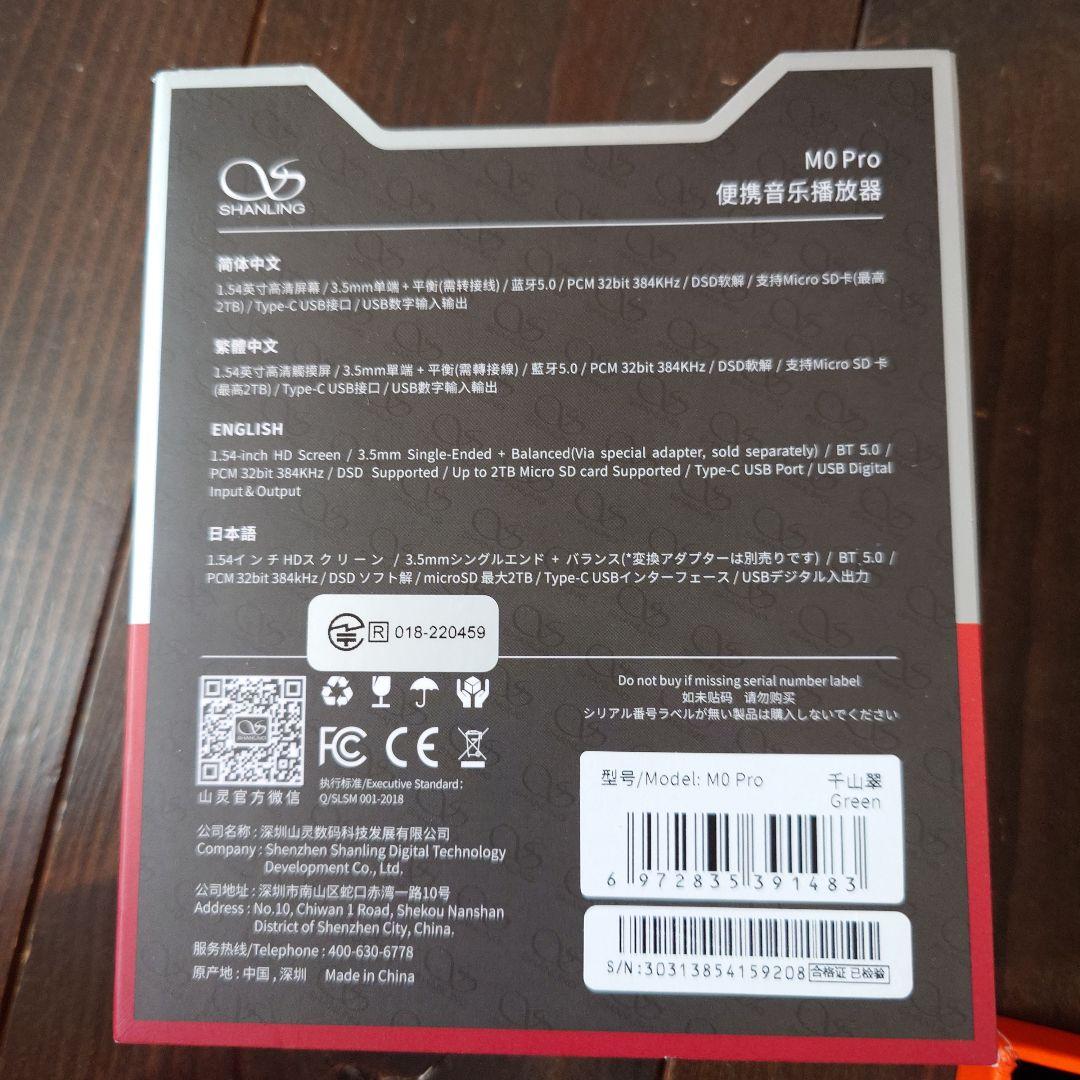 SHANLING
M0 Pro
便携音乐播放器
简体中文
1.54英寸高清屏幕 / 3.5mm单端 + 平衡(需转接线) / 蓝牙5.0 / PCM 32bit 384KHz / DSD软解 / 支持Micro SD卡(最高
2TB) / Type-C USB接口 / USB数字输入输出
繁體中文
1.54英寸高清觸摸屏 / 3.5mm單端 + 平衡(需轉接線) / 藍牙5.0 / PCM 32bit 384KHz / DSD軟解 / 支持Micro SD 卡
(最高2TB) / Type-C USB接口 / USB數字輸入輸出
ENGLISH
1.54-inch HD Screen / 3.5mm Single-Ended + Balanced(Via special adapter, sold separately) / BT 5.0 /
PCM 32bit 384KHz / DSD Supported / Up to 2TB Micro SD card Supported / Type-C USB Port / USB Digital
Input & Output
日本語
1.54インチHDスクリーン / 3.5mmシングルエンド + バランス(*変換アダプターは別売りです) / BT 5.0 /
PCM 32bit 384kHz / DSD ソフト解 / microSD 最大2TB / Type-C USBインターフェース / USBデジタル入出力
R 018-220459
Do not buy if missing serial number label
如未贴码 请勿购买
シリアル番号ラベルが無い製品は購入しないでください
SHANLING
山灵官方微信
FC CE
执行标准/Executive Standard:
Q/SLSM 001-2018
型号/Model: M0 Pro 千山翠
Green
6 972835 391483
S/N:30313854159208 合格证 已检验
公司名称 : 深圳山灵数码科技发展有限公司
Company : Shenzhen Shanling Digital Technology
Development Co., Ltd.
公司地址 : 深圳市南山区蛇口赤湾一路10号
Address : No.10, Chiwan 1 Road, Shekou Nanshan
District of Shenzhen City, China.
服务热线/Telephone : 400-630-6778
原产地 : 中国 , 深圳 Made in China